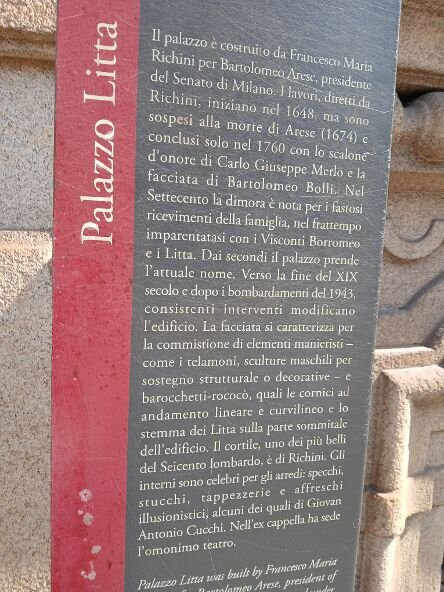 Palazzo Litta
Il palazzo è costruito da Francesco Maria
Richini per Bartolomeo Arese, presidente
del Senato di Milano. I lavori, diretti da
Richini, iniziano nel 1648 ma sono
sospesi alla morte di Arese (1674) e
conclusi solo nel 1760 con lo scalone
d'onore di Carlo Giuseppe Merlo e la
facciata di Bartolomeo Bolli. Nel
Settecento la dimora è nota per i fastosi
ricevimenti della famiglia, nel frattempo
imparentatasi con i Visconti Borromeo
e i Litta. Dai secondi il palazzo prende
l'attuale nome. Verso la fine del XIX
secolo e dopo i bombardamenti del 1943,
consistenti interventi modificano
l'edificio. La facciata si caratterizza per
la commistione di elementi manieristi –
come i telamoni, sculture maschili per
sostegno strutturale o decorative – e
barocchetti-rococò, quali le cornici ad
andamento lineare e curvilineo e lo
stemma dei Litta sulla parte sommitale
dell'edificio. Il cortile, uno dei più belli
del Seicento lombardo, è di Richini. Gli
interni sono celebri per gli arredi: specchi,
stucchi, tappezzerie e affreschi
illusionistici, alcuni dei quali di Giovan
Antonio Cucchi. Nell'ex cappella ha sede
l'omonimo teatro.
Palazzo Litta was built by Francesco Maria
Bartolomeo Arese, president of